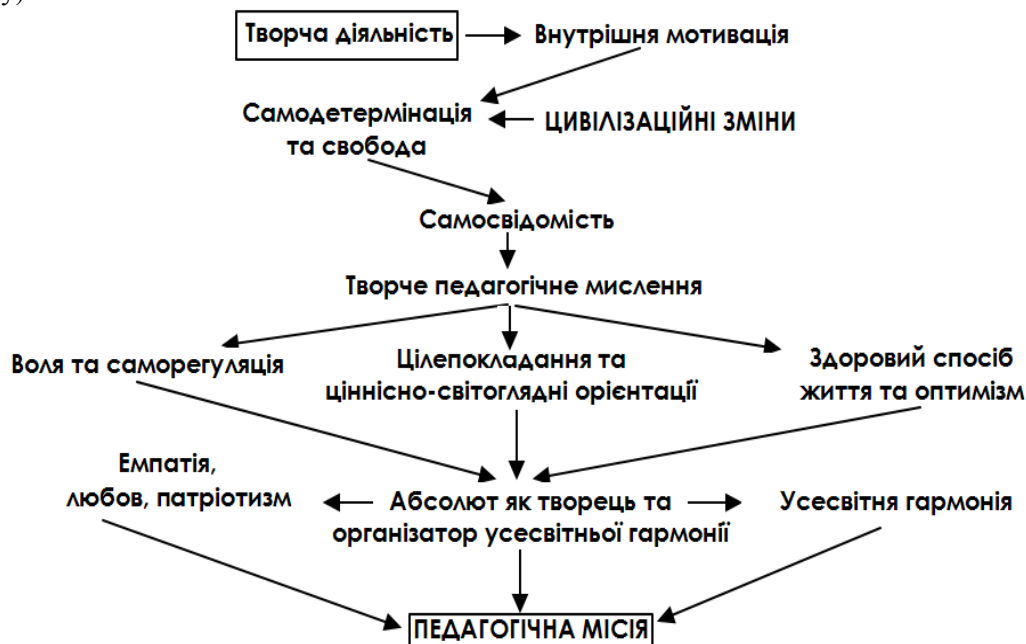 у)
Творча діяльність
Внутрішня мотивація
Самодетермінація
та свобода
ЦИВІЛІЗАЦІЙНІ ЗМІНИ
Самосвідомість
Творче педагогічне мислення
Воля та саморегуляція
Цілепокладання та
ціннісно-світоглядні орієнтації
Здоровий спосіб
життя та оптимізм
Емпатія,
любов, патріотизм
Абсолют як творець та
організатор усесвітньої гармонії
Усесвітня гармонія
ПЕДАГОГІЧНА МІСІЯ